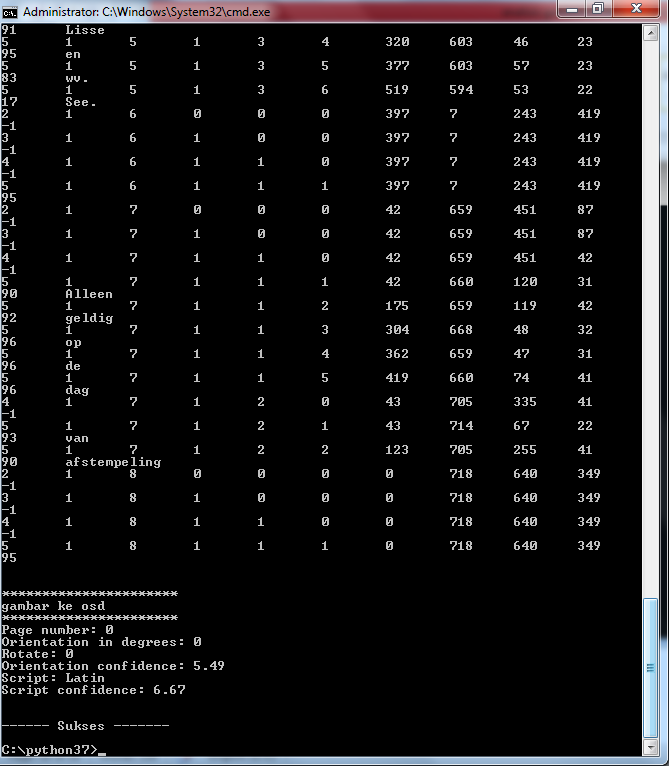 Administrator: C:\Windows\System32\cmd.exe
91 Lisse
5 1 5 1 3 4 320 603 46 23
95 en
5 1 5 1 3 5 377 603 57 23
83 wv.
5 1 5 1 3 6 519 594 53 22
17 See.
2 1 6 0 0 0 397 7 243 419
-1
3 1 6 1 0 0 397 7 243 419
-1
4 1 6 1 1 0 397 7 243 419
-1
5 1 6 1 1 1 397 7 243 419
95
2 1 7 0 0 0 42 659 451 87
-1
3 1 7 1 0 0 42 659 451 87
-1
4 1 7 1 1 0 42 659 451 42
-1
5 1 7 1 1 1 42 660 120 31
90 Alleen
5 1 7 1 1 2 175 659 119 42
92 geldig
5 1 7 1 1 3 304 668 48 32
96 op
5 1 7 1 1 4 362 659 47 31
96 de
5 1 7 1 1 5 419 660 74 41
96 dag
4 1 7 1 2 0 43 705 335 41
-1
5 1 7 1 2 1 43 714 67 22
93 van
5 1 7 1 2 2 123 705 255 41
90 afstempeling
2 1 8 0 0 0 0 718 640 349
-1
3 1 8 1 0 0 0 718 640 349
-1
4 1 8 1 1 0 0 718 640 349
-1
5 1 8 1 1 1 0 718 640 349
95
**********************
gambar ke osd
**********************
Page number: 0
Orientation in degrees: 0
Rotate: 0
Orientation confidence: 5.49
Script: Latin
Script confidence: 6.67
------ Sukses -------
C:\python37>_